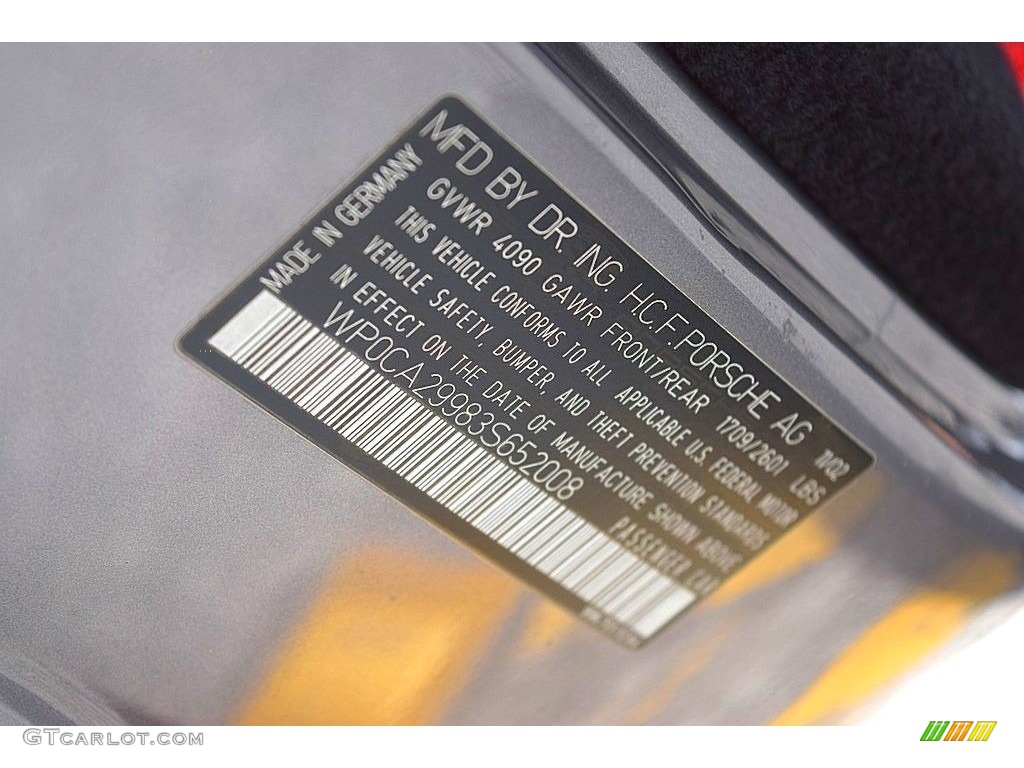 MFD BY DR. ING. H.C.F. PORSCHE AG 11/02
GVWR 4090 GAWR FRONT/REAR 1709/2601 LBS
THIS VEHICLE CONFORMS TO ALL APPLICABLE U.S. FEDERAL MOTOR
VEHICLE SAFETY, BUMPER, AND THEFT PREVENTION STANDARDS
IN EFFECT ON THE DATE OF MANUFACTURE SHOWN ABOVE
WP0CA29983S652008 PASSENGER CAR
MADE IN GERMANY
GTCARLOT.COM